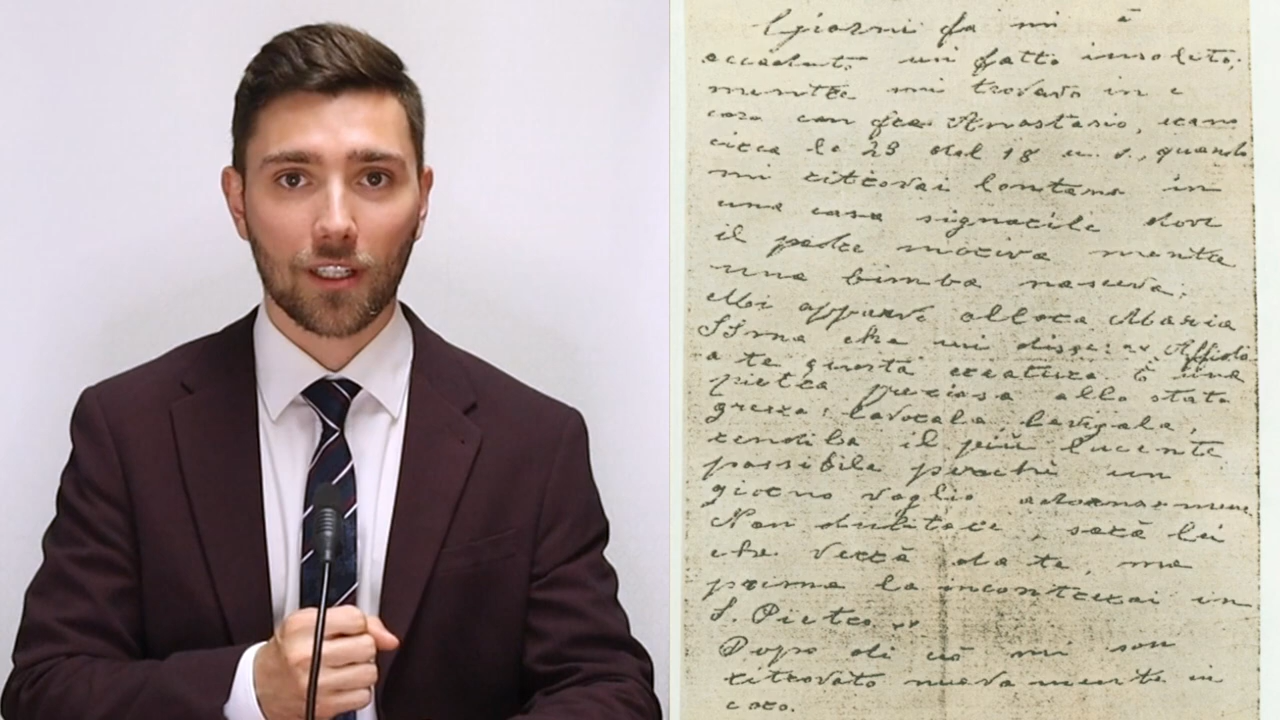 Giorni fa mi è
accaduto un fatto insolito:
mentre mi trovavo in c
coro con fra Anastasio, erano
circa le 23 del 18 u. s., quando
mi ritrovai lontano in
una casa signorile dove
il padre moriva mentre
una bimba nasceva.
Mi apparve allora Maria
SS.ma che mi disse: "Affido
a te questa creatura. È una
pietra preziosa allo stato
grezzo: lavorala, levigala,
rendila il più lucente
possibile perchè un
giorno voglio adornarmene
Non dubitare, sarà lei
che verrà da te, ma
prima la incontrerai in
S. Pietro.."
Dopo di ciò mi son
ritrovato nuovamente in
coro.